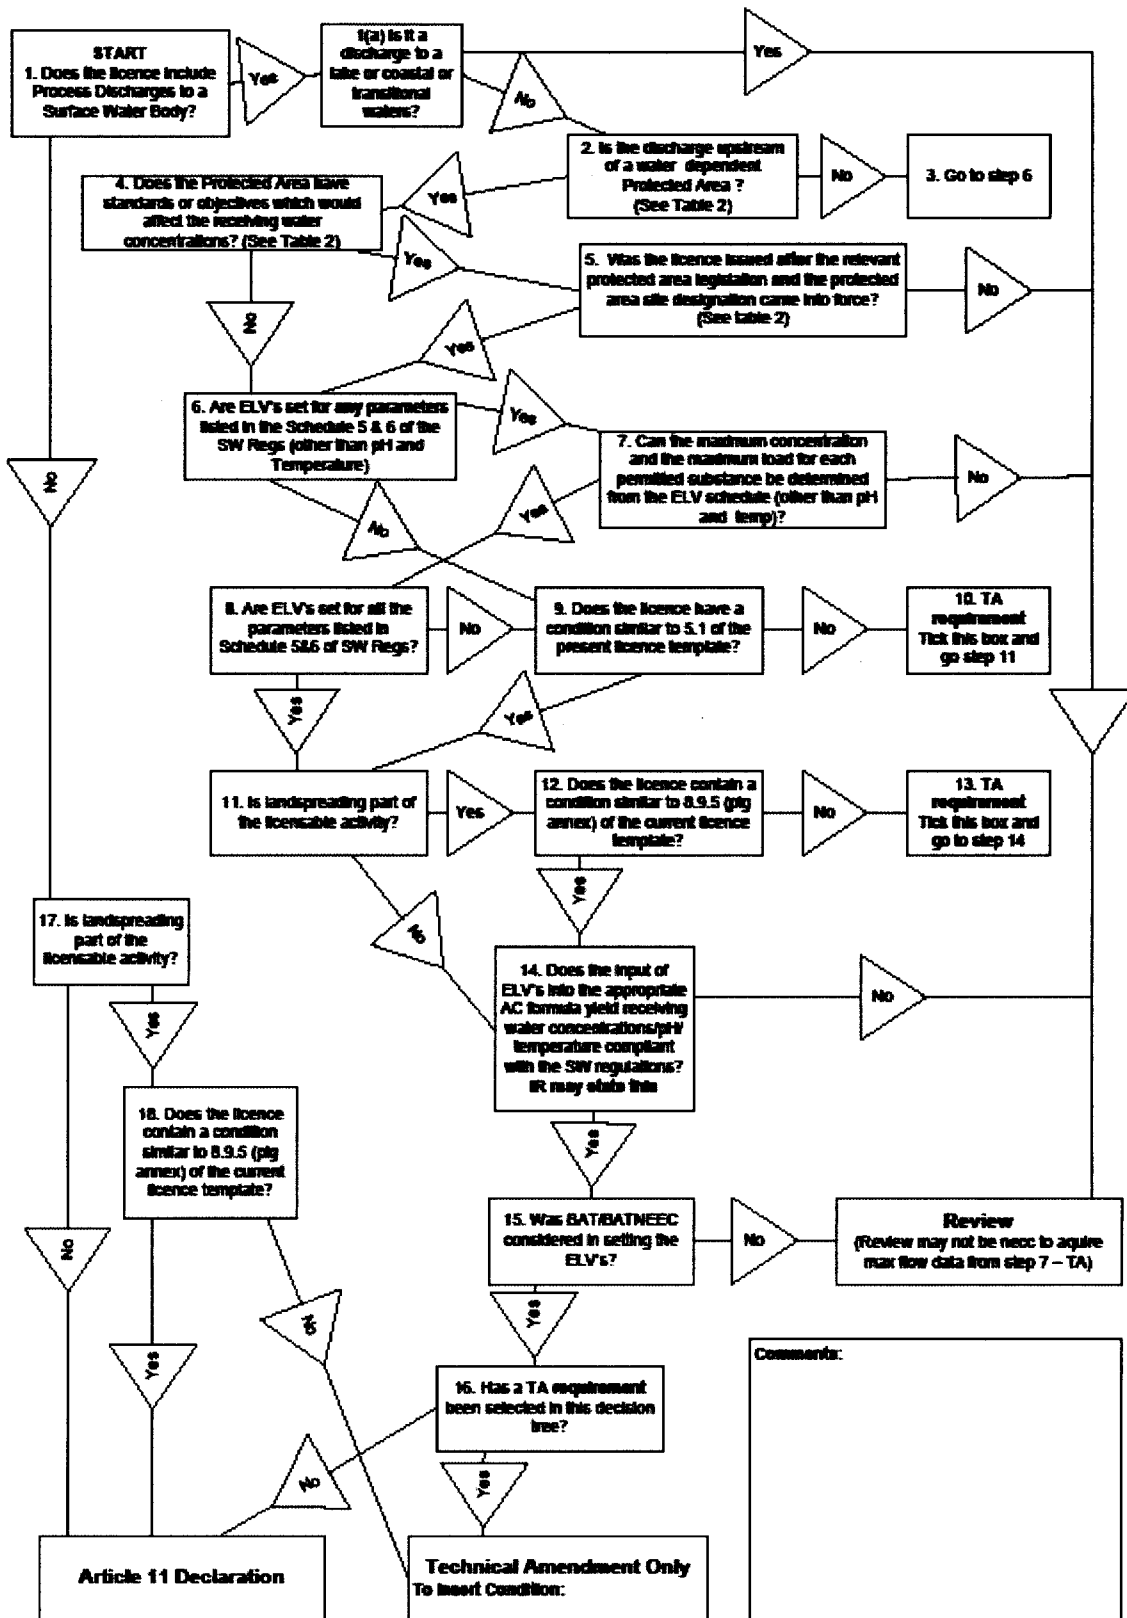 START
1. Does the licence include
Process Discharges to a
Surface Water Body?
Yes
1(a) Is it a
discharge to a
lake or coastal or
transitional
waters?
Yes
No
2. Is the discharge upstream
of a water dependent
Protected Area ?
(See Table 2)
No
3. Go to step 6
Yes
4. Does the Protected Area have
standards or objectives which would
affect the receiving water
concentrations? (See Table 2)
Yes
No
5. Was the licence issued after the relevant
protected area legislation and the protected
area site designation came into force?
(See table 2)
No
Yes
6. Are ELV's set for any parameters
listed in the Schedule 5 & 6 of the
SW Regs (other than pH and
Temperature)
Yes
No
7. Can the maximum concentration
and the maximum load for each
permitted substance be determined
from the ELV schedule (other than pH
and temp)?
No
Yes
No
8. Are ELV's set for all the
parameters listed in
Schedule 5&6 of SW Regs?
No
9. Does the licence have a
condition similar to 5.1 of the
present licence template?
No
10. TA
requirement
Tick this box and
go step 11
Yes
Yes
11. Is landspreading part of
the licensable activity?
Yes
12. Does the licence contain a
condition similar to 8.9.5 (pig
annex) of the current licence
template?
No
13. TA
requirement
Tick this box and
go to step 14
No
Yes
17. Is landspreading
part of the
licensable activity?
14. Does the input of
ELV's into the appropriate
AC formula yield receiving
water concentrations/pH/
temperature compliant
with the SW regulations?
IR may state this
No
Yes
18. Does the licence
contain a condition
similar to 8.9.5 (pig
annex) of the current
licence template?
Yes
15. Was BAT/BATNEEC
considered in setting the
ELV's?
No
Review
(Review may not be necc to aquire
max flow data from step 7 – TA)
No
No
Yes
Yes
16. Has a TA requirement
been selected in this decision
tree?
No
Yes
Comments:
Article 11 Declaration
Technical Amendment Only
To Insert Condition: